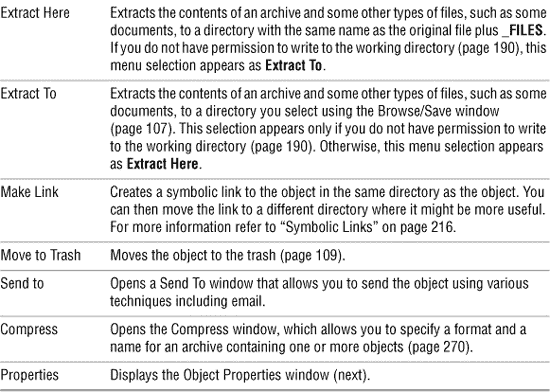 Extract Here Extracts the contents of an archive and some other types of files, such as some
documents, to a directory with the same name as the original file plus _FILES.
If you do not have permission to write to the working directory (page 190), this
menu selection appears as Extract To.
Extract To Extracts the contents of an archive and some other types of files, such as some
documents, to a directory you select using the Browse/Save window
(page 107). This selection appears only if you do not have permission to write
to the working directory (page 190). Otherwise, this menu selection appears
as Extract Here.
Make Link Creates a symbolic link to the object in the same directory as the object. You
can then move the link to a different directory where it might be more useful.
For more information refer to “Symbolic Links” on page 216.
Move to Trash Moves the object to the trash (page 109).
Send to Opens a Send To window that allows you to send the object using various
techniques including email.
Compress Opens the Compress window, which allows you to specify a format and a
name for an archive containing one or more objects (page 270).
Properties Displays the Object Properties window (next).